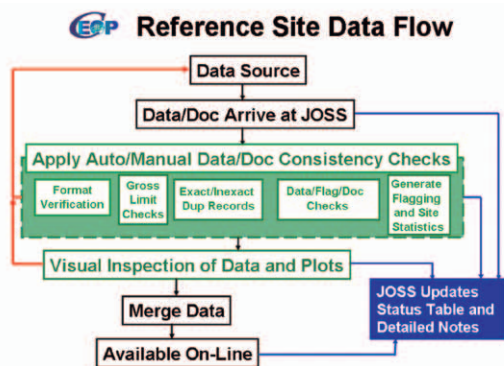 CEOP Reference Site Data Flow
Data Source
Data/Doc Arrive at JOSS
Apply Auto/Manual Data/Doc Consistency Checks
Format
Verification
Gross
Limit
Checks
Exact/Inexact
Dup Records
Data/Flag/Doc
Checks
Generate
Flagging
and Site
Statistics
Visual Inspection of Data and Plots
JOSS Updates
Status Table and
Detailed Notes
Merge Data
Available On-Line